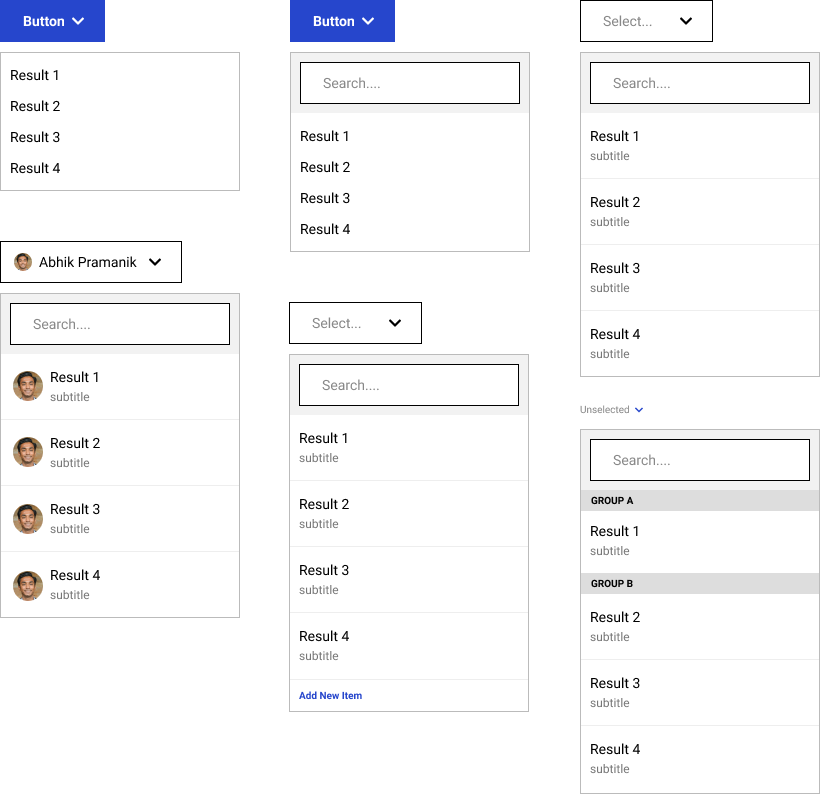 Button
Result 1
Result 2
Result 3
Result 4
Abhik Pramanik
Search....
Result 1
subtitle
Result 2
subtitle
Result 3
subtitle
Result 4
subtitle
Button
Search....
Result 1
Result 2
Result 3
Result 4
Select...
Search....
Result 1
subtitle
Result 2
subtitle
Result 3
subtitle
Result 4
subtitle
Add New Item
Select...
Search....
Result 1
subtitle
Result 2
subtitle
Result 3
subtitle
Result 4
subtitle
Unselected
Search....
GROUP A
Result 1
subtitle
GROUP B
Result 2
subtitle
Result 3
subtitle
Result 4
subtitle